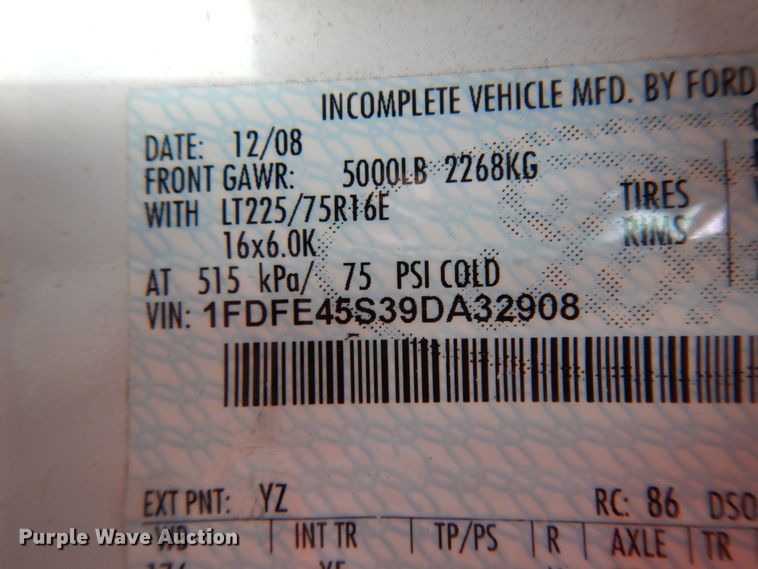 INCOMPLETE VEHICLE MFD. BY FORD
DATE: 12/08
FRONT GAWR: 5000LB 2268KG
WITH LT225/75R16E TIRES
16x6.0K RIMS
AT 515 kPa/ 75 PSI COLD
VIN: 1FDFE45S39DA32908
EXT PNT: YZ RC: 86 DSO
WB INT TR TP/PS R AXLE TR
Purple Wave Auction